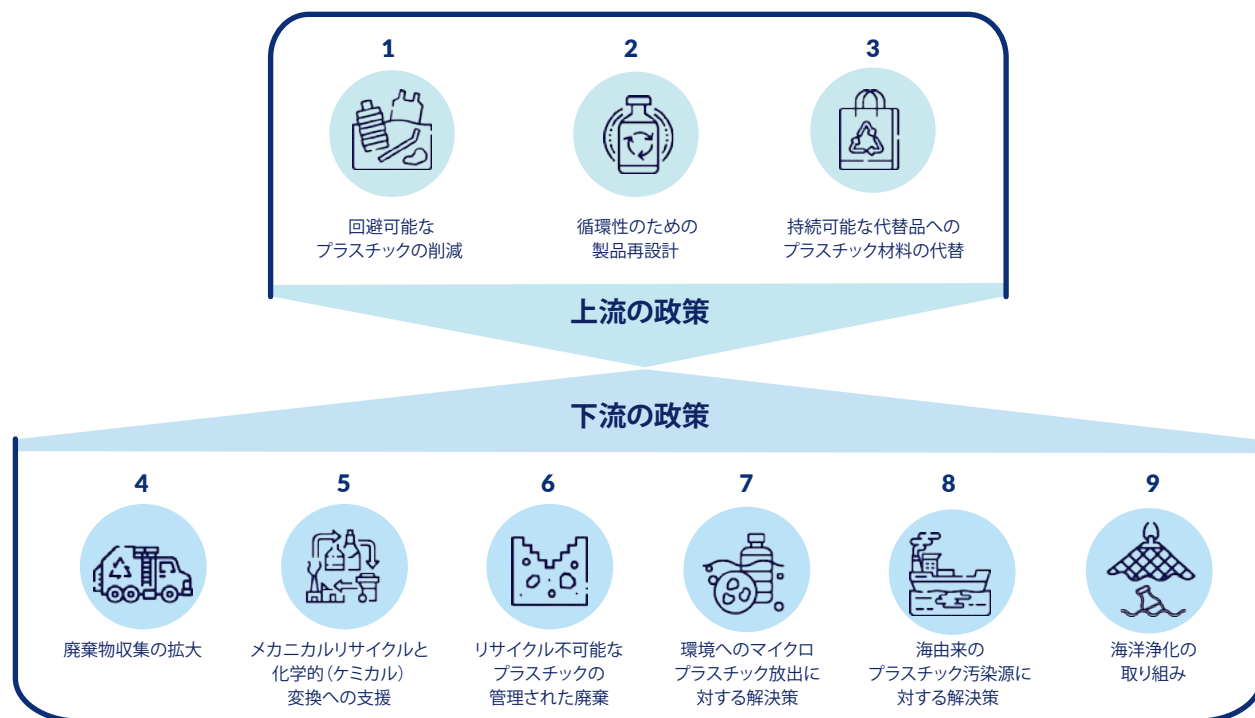 1
2
3
回避可能な
プラスチックの削減
循環性のための
製品再設計
持続可能な代替品への
プラスチック材料の代替
上流の政策
下流の政策
4
5
6
7
8
9
廃棄物収集の拡大
メカニカルリサイクルと
化学的（ケミカル）
変換への支援
リサイクル不可能な
プラスチックの
管理された廃棄
環境へのマイクロ
プラスチック放出に
対する解決策
海由来の
プラスチック汚染源に
対する解決策
海洋浄化の
取り組み